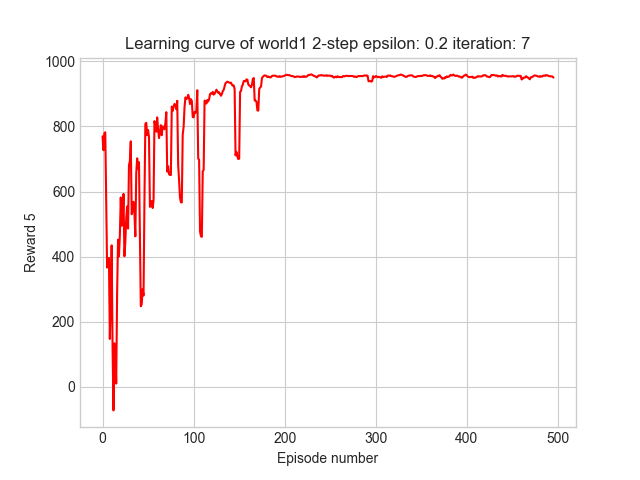 Learning curve of world1 2-step epsilon: 0.2 iteration: 7
1000
800
600
400
200
0
Reward 5
0 100 200 300 400 500
Episode number